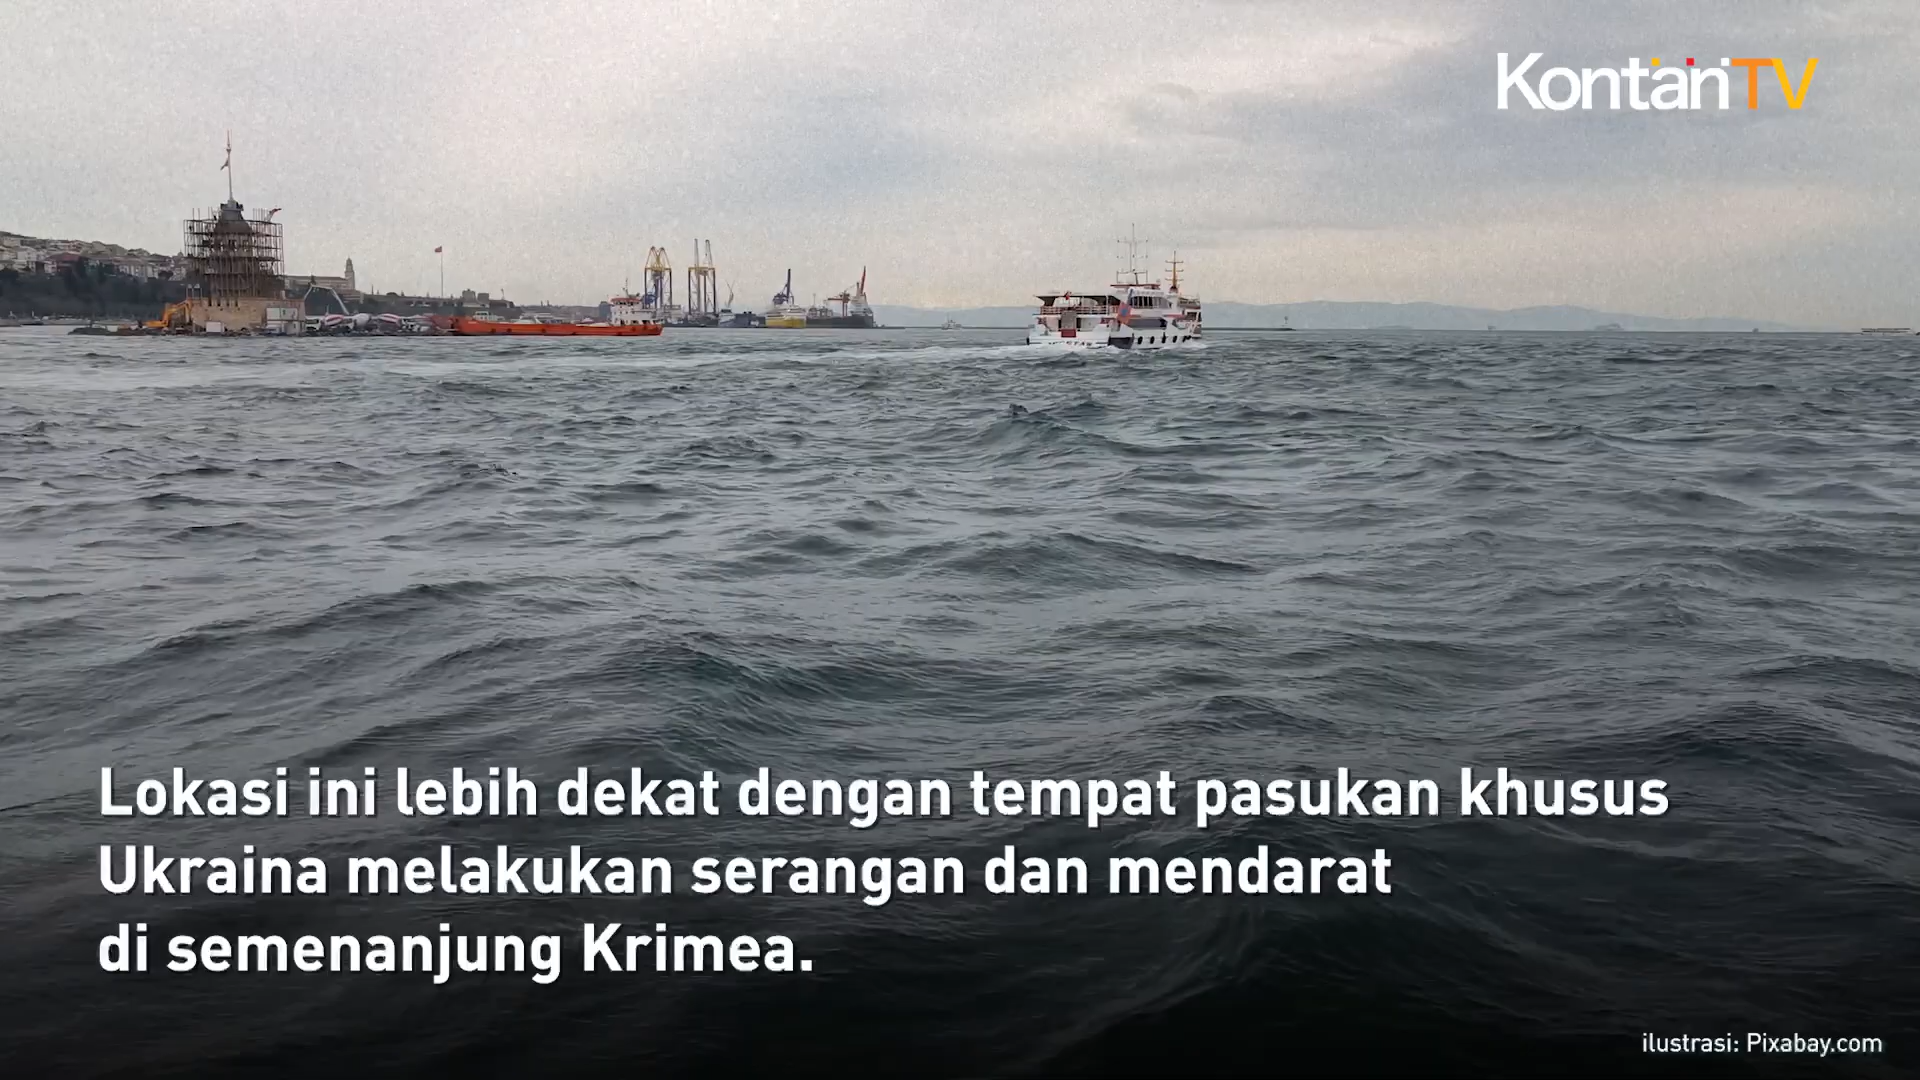 KontanTV
Lokasi ini lebih dekat dengan tempat pasukan khusus
Ukraina melakukan serangan dan mendarat
di semenanjung Krimea.
ilustrasi: Pixabay.com